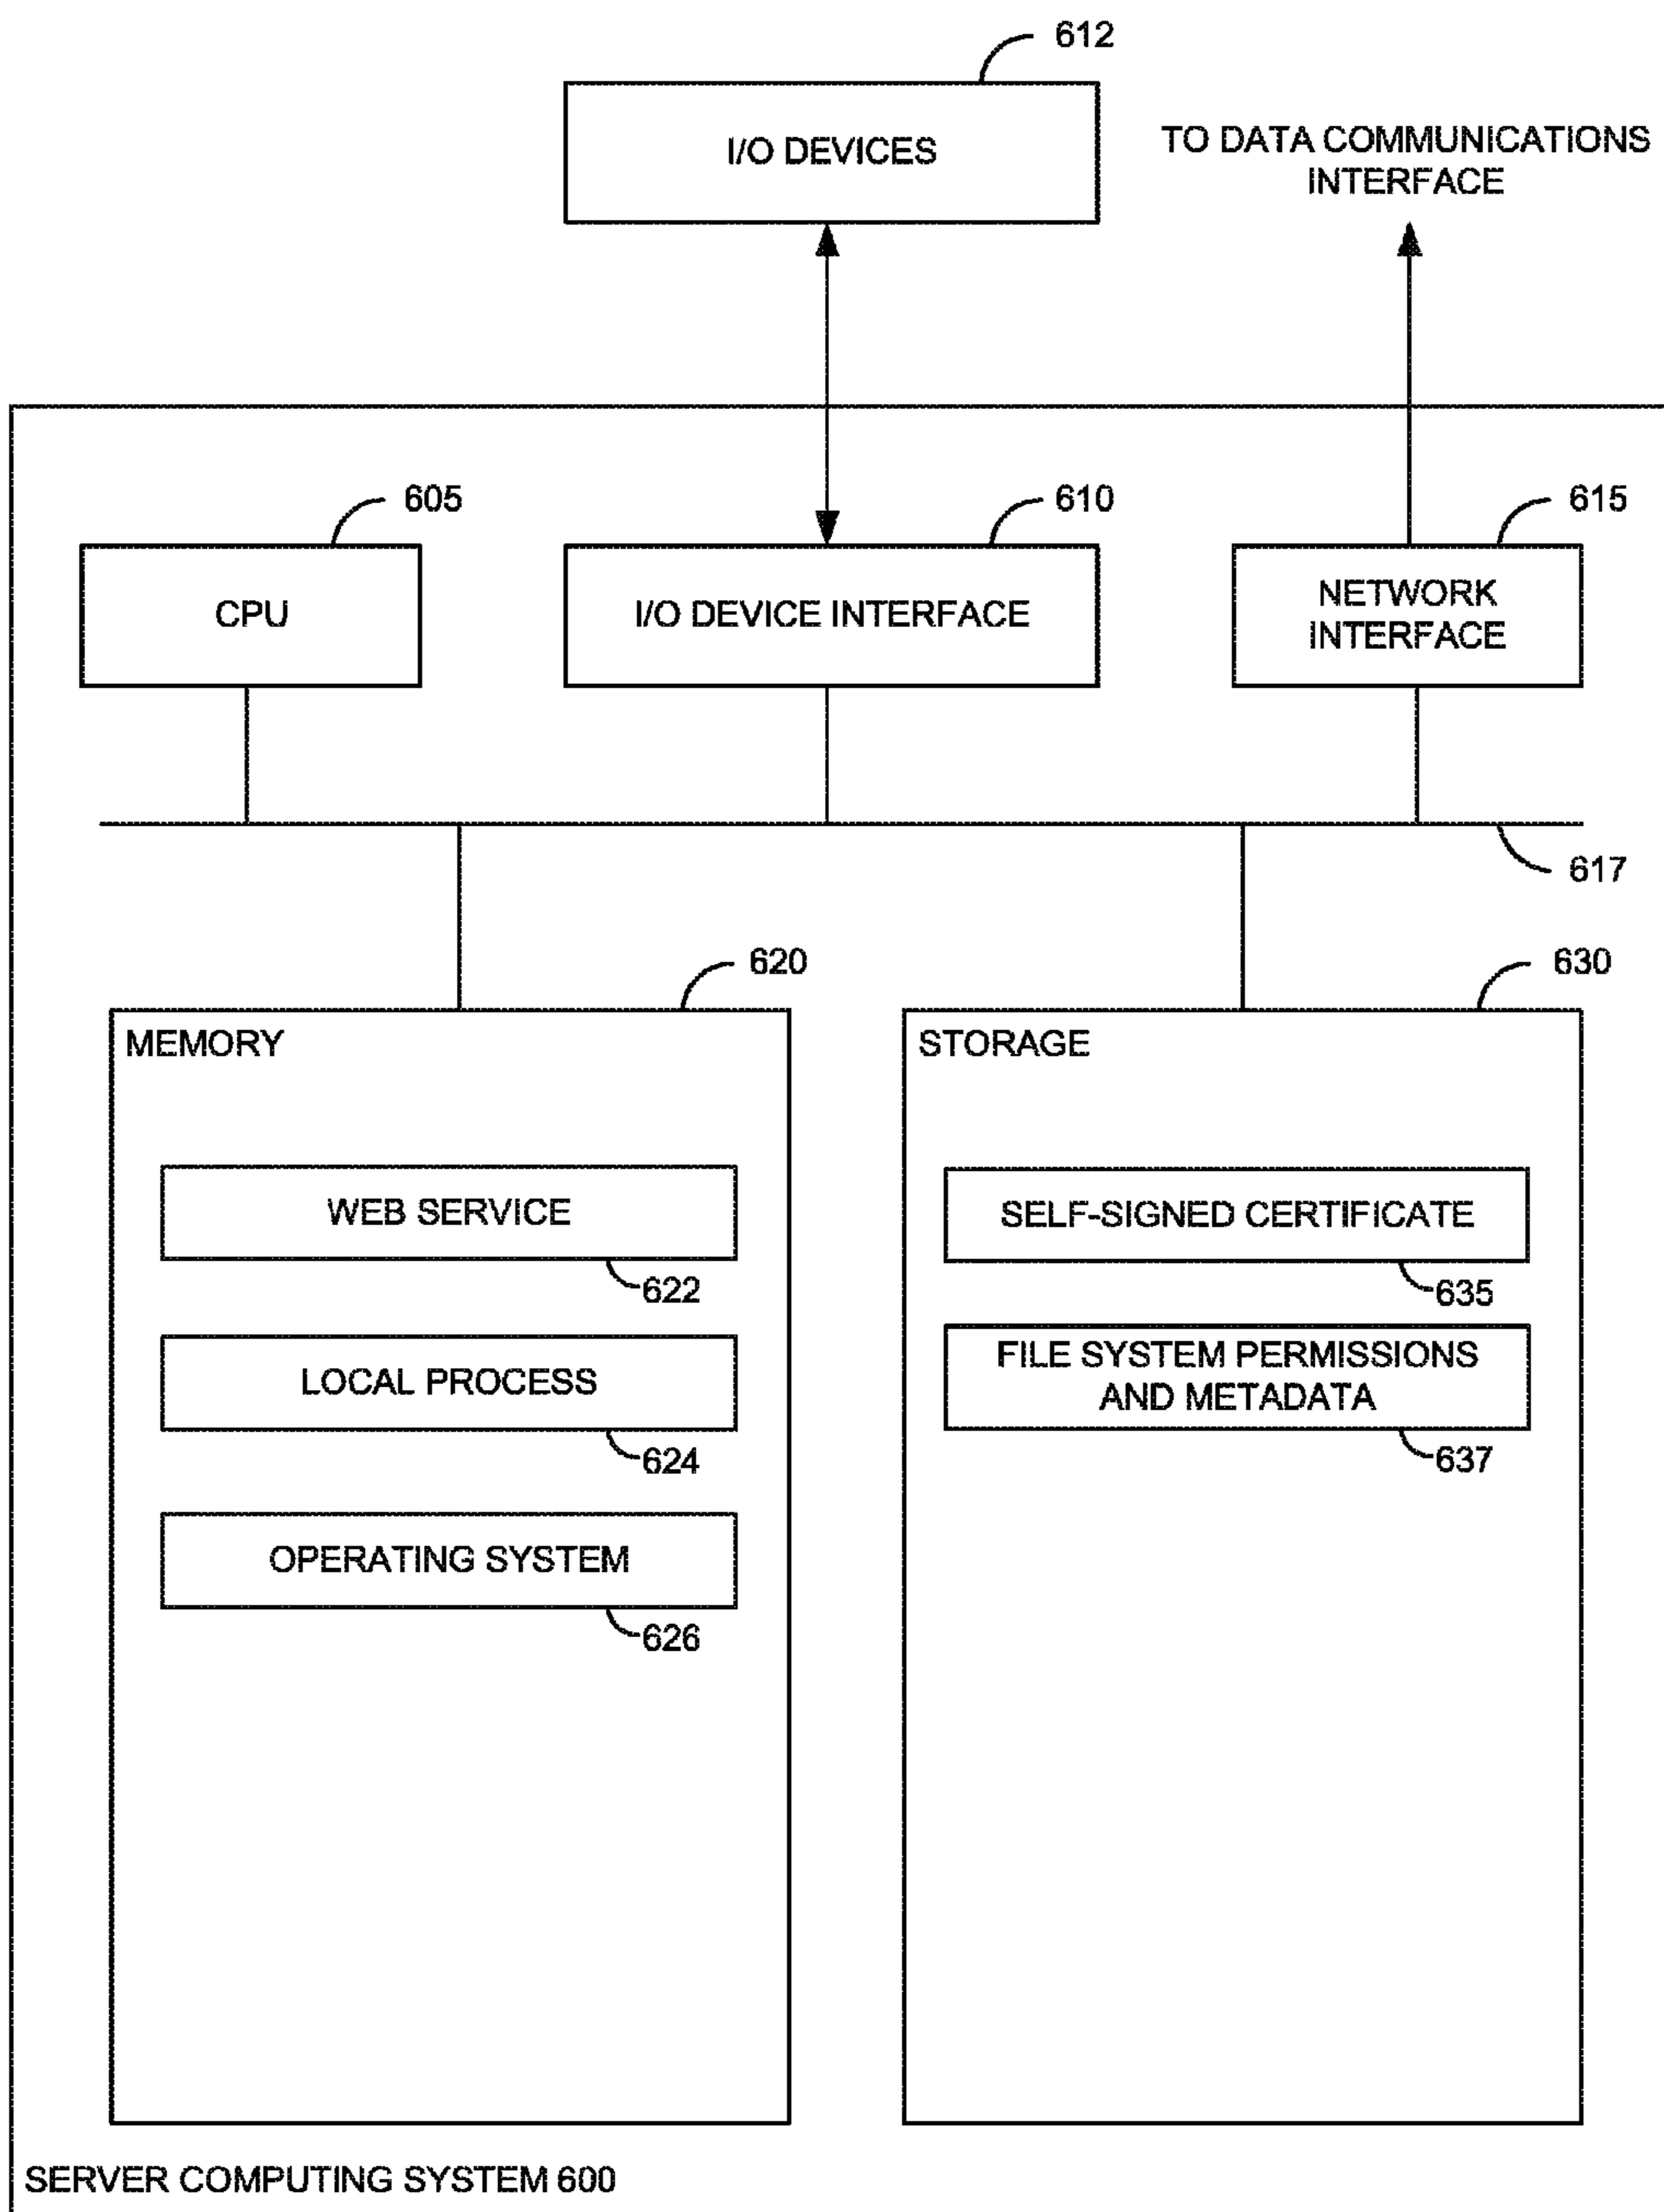 612
I/O DEVICES
TO DATA COMMUNICATIONS
INTERFACE
605
610
615
CPU
I/O DEVICE INTERFACE
NETWORK
INTERFACE
617
620
630
MEMORY
STORAGE
WEB SERVICE
622
SELF-SIGNED CERTIFICATE
635
LOCAL PROCESS
624
FILE SYSTEM PERMISSIONS
AND METADATA
637
OPERATING SYSTEM
626
SERVER COMPUTING SYSTEM 600